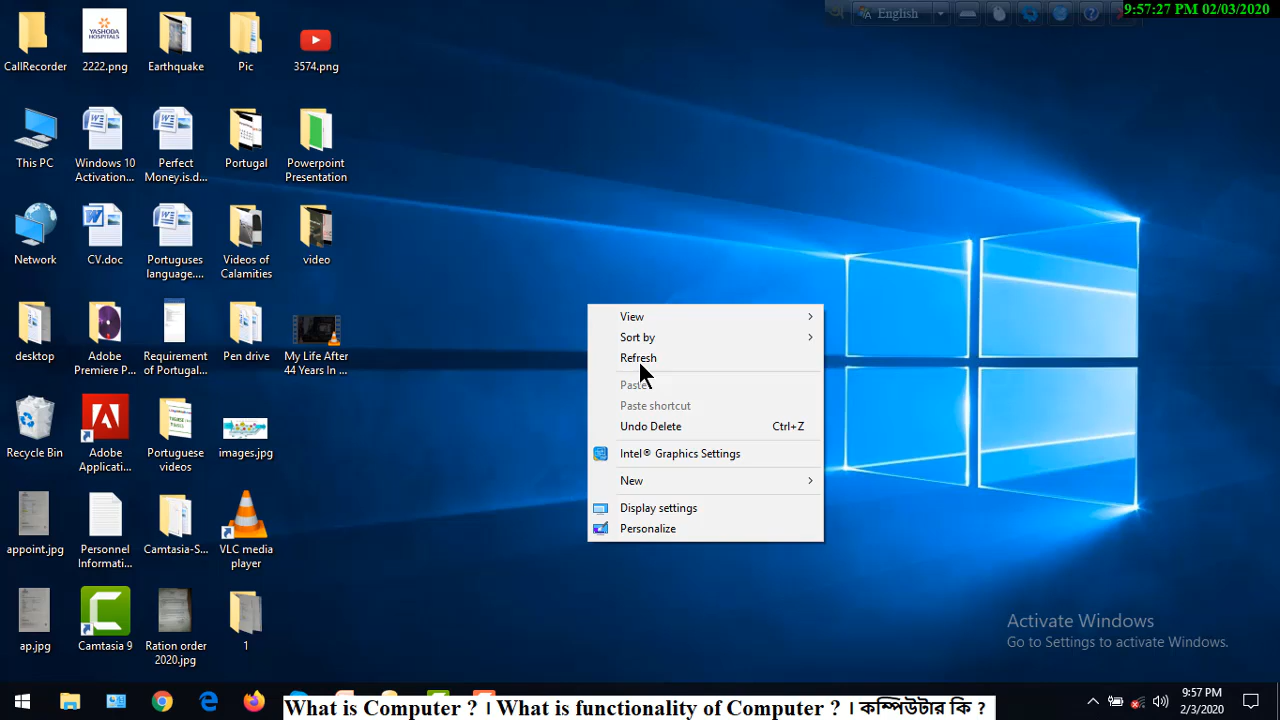 English
9:57:27 PM 02/03/2020
CallRecorder
2222.png
Earthquake
Pic
3574.png
YASHODA
HOSPITALS
This PC
Windows 10
Activation...
Perfect
Money.is.d...
Portugal
Powerpoint
Presentation
Network
CV.doc
Portuguses
language....
Videos of
Calamities
video
desktop
Adobe
Premiere P...
Requirement
of Portugal...
Pen drive
My Life After
44 Years In ...
Recycle Bin
Adobe
Applicati...
Portuguese
videos
images.jpg
appoint.jpg
Personnel
Informati...
Camtasia-S...
VLC media
player
ap.jpg
Camtasia 9
Ration order
2020.jpg
1
View
Sort by
Refresh
Paste
Paste shortcut
Undo Delete Ctrl+Z
Intel® Graphics Settings
New
Display settings
Personalize
Activate Windows
Go to Settings to activate Windows.
What is Computer ? । What is functionality of Computer ? । কম্পিউটার কি ?
9:57 PM
2/3/2020